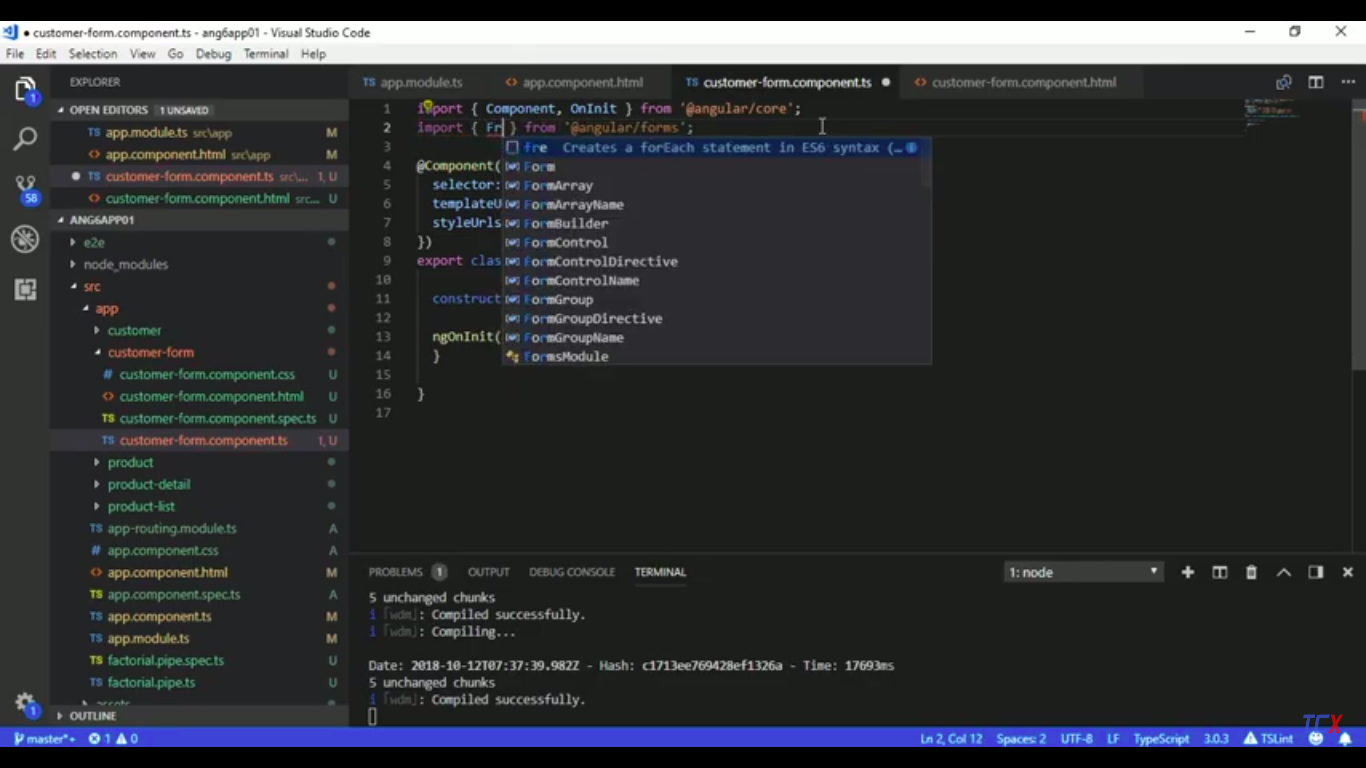 customer-form.component.ts - ang6app01 - Visual Studio Code
File Edit Selection View Go Debug Terminal Help
EXPLORER
OPEN EDITORS 1 UNSAVED
TS app.module.ts src\app M
<> app.component.html src\app M
TS customer-form.component.ts src\... 1, U
<> customer-form.component.html src... U
ANG6APP01
e2e
node_modules
src
app
customer
customer-form
# customer-form.component.css U
<> customer-form.component.html U
TS customer-form.component.spec.ts U
TS customer-form.component.ts 1, U
product
product-detail
product-list
TS app-routing.module.ts A
# app.component.css A
<> app.component.html M
TS app.component.spec.ts A
TS app.component.ts M
TS app.module.ts M
TS factorial.pipe.spec.ts U
TS factorial.pipe.ts U
assets
OUTLINE
TS app.module.ts <> app.component.html TS customer-form.component.ts <> customer-form.component.html
1 import { Component, OnInit } from '@angular/core';
2 import { Fr } from '@angular/forms';
3
4 @Component(
5 selector:
6 templateU
7 styleUrls
8 })
9 export clas
10
11 construct
12
13 ngOnInit(
14 }
15
16 }
17
fre Creates a forEach statement in ES6 syntax (…
Form
FormArray
FormArrayName
FormBuilder
FormControl
FormControlDirective
FormControlName
FormGroup
FormGroupDirective
FormGroupName
FormsModule
PROBLEMS 1 OUTPUT DEBUG CONSOLE TERMINAL 1: node
5 unchanged chunks
i ｢wdm｣: Compiled successfully.
i ｢wdm｣: Compiling...
Date: 2018-10-12T07:37:39.982Z - Hash: c1713ee769428ef1326a - Time: 17693ms
5 unchanged chunks
i ｢wdm｣: Compiled successfully.
1
58
1
TCX
master*+ 1 0 Ln 2, Col 12 Spaces: 2 UTF-8 LF TypeScript 3.0.3 TSLint